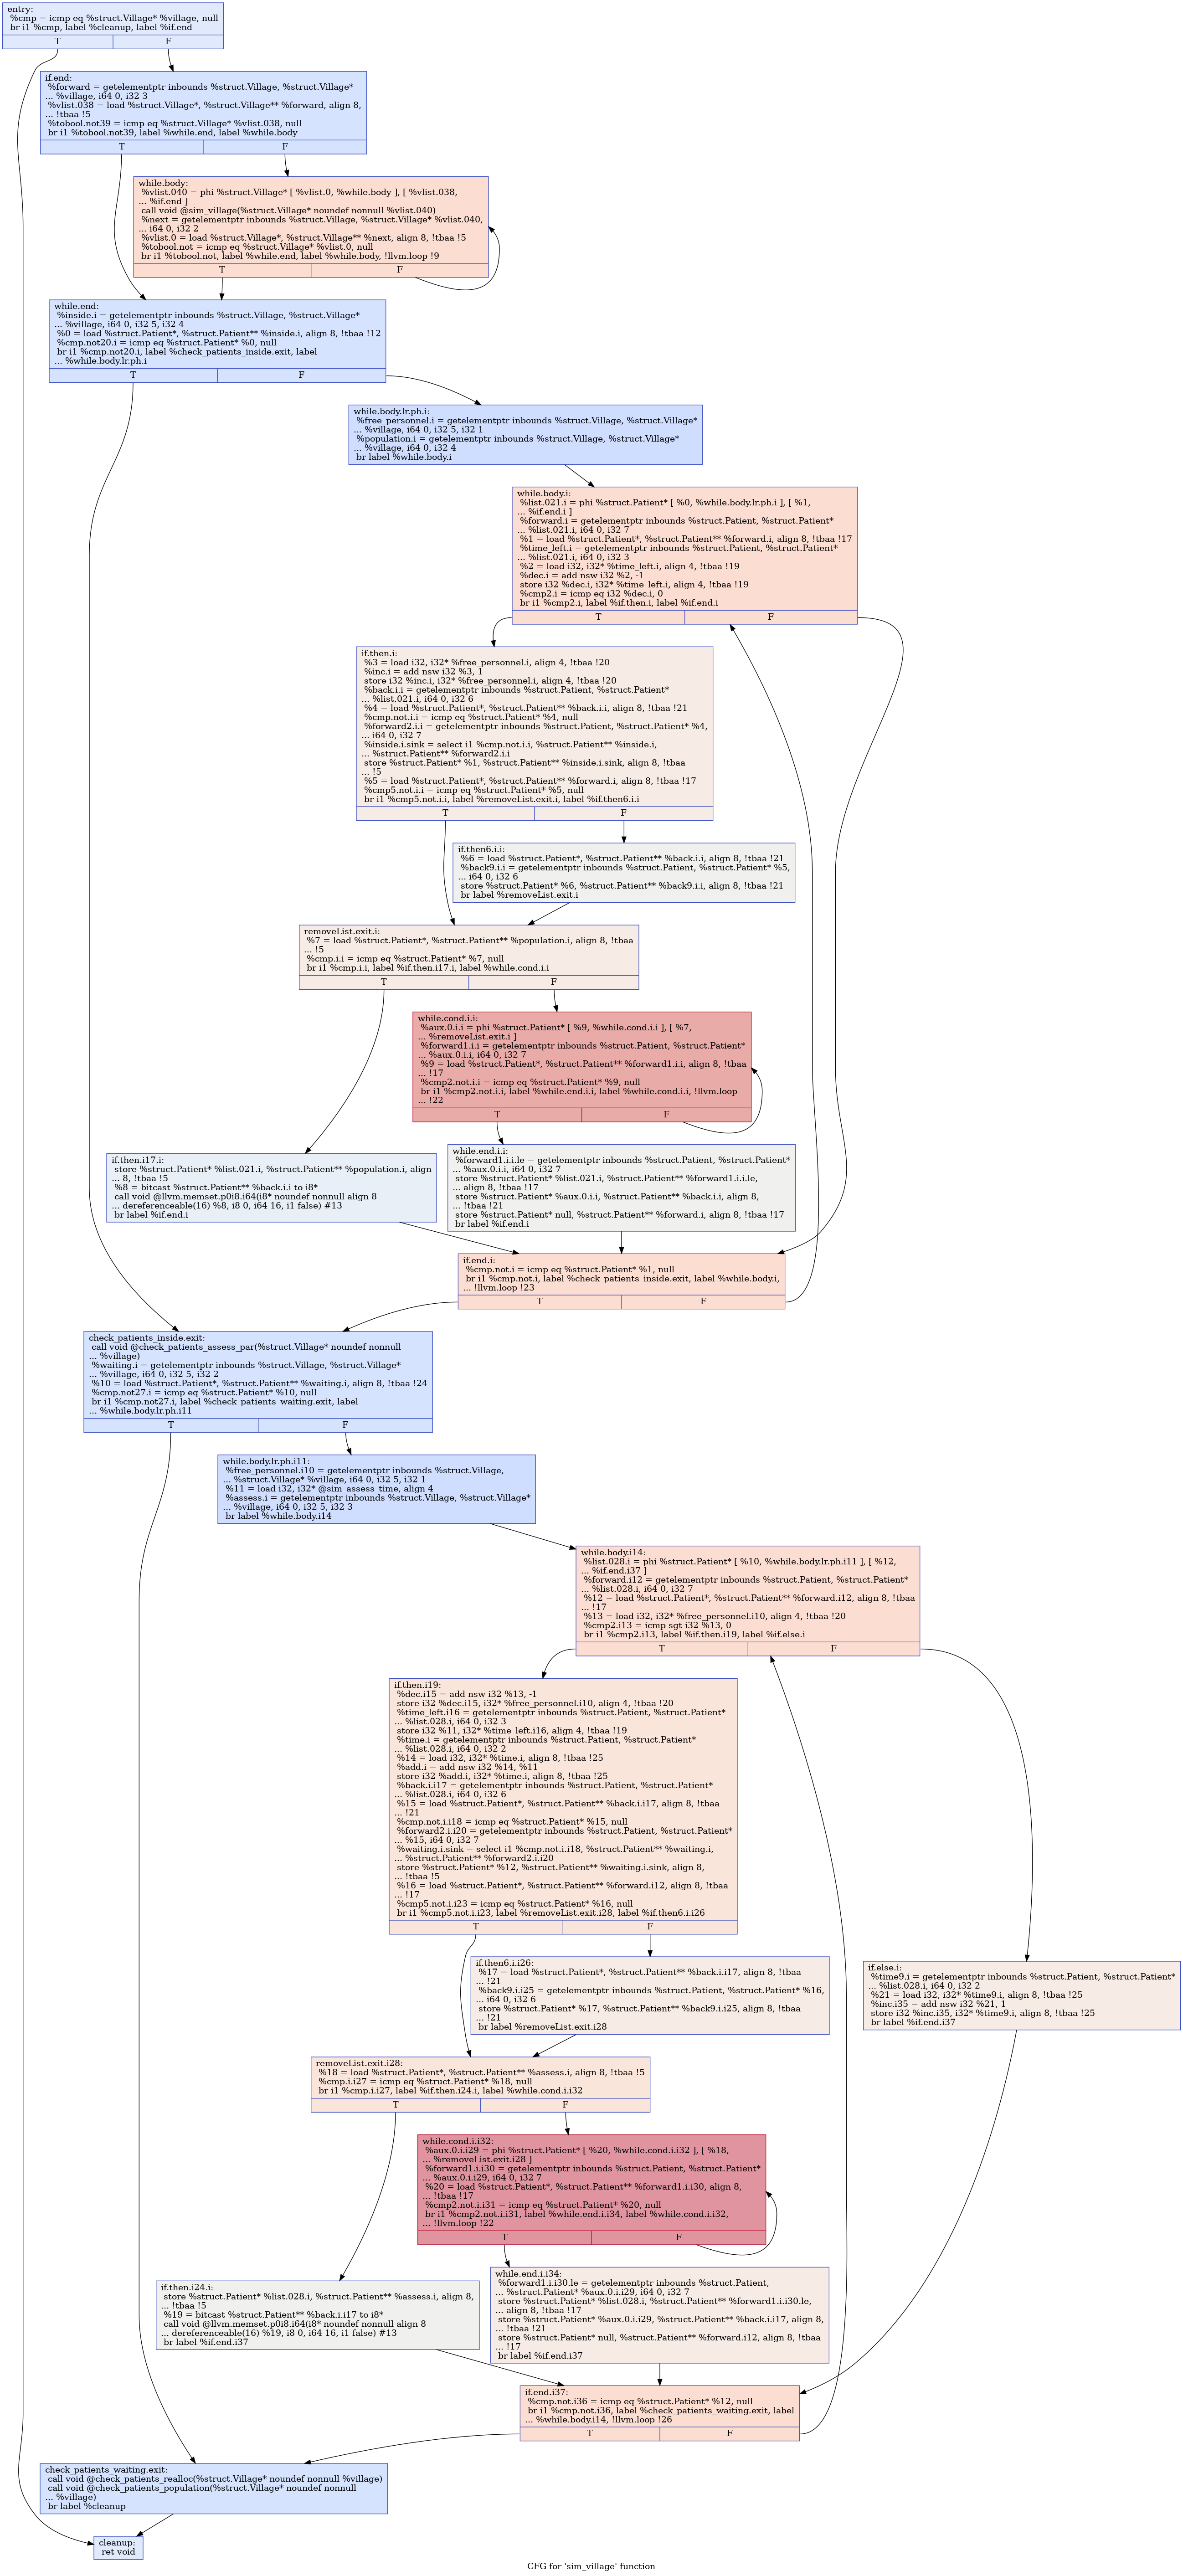 entry:
%cmp = icmp eq %struct.Village* %village, null
br i1 %cmp, label %cleanup, label %if.end
T
F
if.end:
%forward = getelementptr inbounds %struct.Village, %struct.Village*
... %village, i64 0, i32 3
%vlist.038 = load %struct.Village*, %struct.Village** %forward, align 8,
... !tbaa !5
%tobool.not39 = icmp eq %struct.Village* %vlist.038, null
br i1 %tobool.not39, label %while.end, label %while.body
T
F
while.body:
%vlist.040 = phi %struct.Village* [ %vlist.0, %while.body ], [ %vlist.038,
... %if.end ]
call void @sim_village(%struct.Village* noundef nonnull %vlist.040)
%next = getelementptr inbounds %struct.Village, %struct.Village* %vlist.040,
... i64 0, i32 2
%vlist.0 = load %struct.Village*, %struct.Village** %next, align 8, !tbaa !5
%tobool.not = icmp eq %struct.Village* %vlist.0, null
br i1 %tobool.not, label %while.end, label %while.body, !llvm.loop !9
T
F
while.end:
%inside.i = getelementptr inbounds %struct.Village, %struct.Village*
... %village, i64 0, i32 5, i32 4
%0 = load %struct.Patient*, %struct.Patient** %inside.i, align 8, !tbaa !12
%cmp.not20.i = icmp eq %struct.Patient* %0, null
br i1 %cmp.not20.i, label %check_patients_inside.exit, label
... %while.body.lr.ph.i
T
F
while.body.lr.ph.i:
%free_personnel.i = getelementptr inbounds %struct.Village, %struct.Village*
... %village, i64 0, i32 5, i32 1
%population.i = getelementptr inbounds %struct.Village, %struct.Village*
... %village, i64 0, i32 4
br label %while.body.i
while.body.i:
%list.021.i = phi %struct.Patient* [ %0, %while.body.lr.ph.i ], [ %1,
... %if.end.i ]
%forward.i = getelementptr inbounds %struct.Patient, %struct.Patient*
... %list.021.i, i64 0, i32 7
%1 = load %struct.Patient*, %struct.Patient** %forward.i, align 8, !tbaa !17
%time_left.i = getelementptr inbounds %struct.Patient, %struct.Patient*
... %list.021.i, i64 0, i32 3
%2 = load i32, i32* %time_left.i, align 4, !tbaa !19
%dec.i = add nsw i32 %2, -1
store i32 %dec.i, i32* %time_left.i, align 4, !tbaa !19
%cmp2.i = icmp eq i32 %dec.i, 0
br i1 %cmp2.i, label %if.then.i, label %if.end.i
T
F
if.then.i:
%3 = load i32, i32* %free_personnel.i, align 4, !tbaa !20
%inc.i = add nsw i32 %3, 1
store i32 %inc.i, i32* %free_personnel.i, align 4, !tbaa !20
%back.i.i = getelementptr inbounds %struct.Patient, %struct.Patient*
... %list.021.i, i64 0, i32 6
%4 = load %struct.Patient*, %struct.Patient** %back.i.i, align 8, !tbaa !21
%cmp.not.i.i = icmp eq %struct.Patient* %4, null
%forward2.i.i = getelementptr inbounds %struct.Patient, %struct.Patient* %4,
... i64 0, i32 7
%inside.i.sink = select i1 %cmp.not.i.i, %struct.Patient** %inside.i,
... %struct.Patient** %forward2.i.i
store %struct.Patient* %1, %struct.Patient** %inside.i.sink, align 8, !tbaa
... !5
%5 = load %struct.Patient*, %struct.Patient** %forward.i, align 8, !tbaa !17
%cmp5.not.i.i = icmp eq %struct.Patient* %5, null
br i1 %cmp5.not.i.i, label %removeList.exit.i, label %if.then6.i.i
T
F
if.then6.i.i:
%6 = load %struct.Patient*, %struct.Patient** %back.i.i, align 8, !tbaa !21
%back9.i.i = getelementptr inbounds %struct.Patient, %struct.Patient* %5,
... i64 0, i32 6
store %struct.Patient* %6, %struct.Patient** %back9.i.i, align 8, !tbaa !21
br label %removeList.exit.i
removeList.exit.i:
%7 = load %struct.Patient*, %struct.Patient** %population.i, align 8, !tbaa
... !5
%cmp.i.i = icmp eq %struct.Patient* %7, null
br i1 %cmp.i.i, label %if.then.i17.i, label %while.cond.i.i
T
F
while.cond.i.i:
%aux.0.i.i = phi %struct.Patient* [ %9, %while.cond.i.i ], [ %7,
... %removeList.exit.i ]
%forward1.i.i = getelementptr inbounds %struct.Patient, %struct.Patient*
... %aux.0.i.i, i64 0, i32 7
%9 = load %struct.Patient*, %struct.Patient** %forward1.i.i, align 8, !tbaa
... !17
%cmp2.not.i.i = icmp eq %struct.Patient* %9, null
br i1 %cmp2.not.i.i, label %while.end.i.i, label %while.cond.i.i, !llvm.loop
... !22
T
F
if.then.i17.i:
store %struct.Patient* %list.021.i, %struct.Patient** %population.i, align
... 8, !tbaa !5
%8 = bitcast %struct.Patient** %back.i.i to i8*
call void @llvm.memset.p0i8.i64(i8* noundef nonnull align 8
... dereferenceable(16) %8, i8 0, i64 16, i1 false) #13
br label %if.end.i
while.end.i.i:
%forward1.i.i.le = getelementptr inbounds %struct.Patient, %struct.Patient*
... %aux.0.i.i, i64 0, i32 7
store %struct.Patient* %list.021.i, %struct.Patient** %forward1.i.i.le,
... align 8, !tbaa !17
store %struct.Patient* %aux.0.i.i, %struct.Patient** %back.i.i, align 8,
... !tbaa !21
store %struct.Patient* null, %struct.Patient** %forward.i, align 8, !tbaa !17
br label %if.end.i
if.end.i:
%cmp.not.i = icmp eq %struct.Patient* %1, null
br i1 %cmp.not.i, label %check_patients_inside.exit, label %while.body.i,
... !llvm.loop !23
T
F
check_patients_inside.exit:
call void @check_patients_assess_par(%struct.Village* noundef nonnull
... %village)
%waiting.i = getelementptr inbounds %struct.Village, %struct.Village*
... %village, i64 0, i32 5, i32 2
%10 = load %struct.Patient*, %struct.Patient** %waiting.i, align 8, !tbaa !24
%cmp.not27.i = icmp eq %struct.Patient* %10, null
br i1 %cmp.not27.i, label %check_patients_waiting.exit, label
... %while.body.lr.ph.i11
T
F
while.body.lr.ph.i11:
%free_personnel.i10 = getelementptr inbounds %struct.Village,
... %struct.Village* %village, i64 0, i32 5, i32 1
%11 = load i32, i32* @sim_assess_time, align 4
%assess.i = getelementptr inbounds %struct.Village, %struct.Village*
... %village, i64 0, i32 5, i32 3
br label %while.body.i14
while.body.i14:
%list.028.i = phi %struct.Patient* [ %10, %while.body.lr.ph.i11 ], [ %12,
... %if.end.i37 ]
%forward.i12 = getelementptr inbounds %struct.Patient, %struct.Patient*
... %list.028.i, i64 0, i32 7
%12 = load %struct.Patient*, %struct.Patient** %forward.i12, align 8, !tbaa
... !17
%13 = load i32, i32* %free_personnel.i10, align 4, !tbaa !20
%cmp2.i13 = icmp sgt i32 %13, 0
br i1 %cmp2.i13, label %if.then.i19, label %if.else.i
T
F
if.then.i19:
%dec.i15 = add nsw i32 %13, -1
store i32 %dec.i15, i32* %free_personnel.i10, align 4, !tbaa !20
%time_left.i16 = getelementptr inbounds %struct.Patient, %struct.Patient*
... %list.028.i, i64 0, i32 3
store i32 %11, i32* %time_left.i16, align 4, !tbaa !19
%time.i = getelementptr inbounds %struct.Patient, %struct.Patient*
... %list.028.i, i64 0, i32 2
%14 = load i32, i32* %time.i, align 8, !tbaa !25
%add.i = add nsw i32 %14, %11
store i32 %add.i, i32* %time.i, align 8, !tbaa !25
%back.i.i17 = getelementptr inbounds %struct.Patient, %struct.Patient*
... %list.028.i, i64 0, i32 6
%15 = load %struct.Patient*, %struct.Patient** %back.i.i17, align 8, !tbaa
... !21
%cmp.not.i.i18 = icmp eq %struct.Patient* %15, null
%forward2.i.i20 = getelementptr inbounds %struct.Patient, %struct.Patient*
... %15, i64 0, i32 7
%waiting.i.sink = select i1 %cmp.not.i.i18, %struct.Patient** %waiting.i,
... %struct.Patient** %forward2.i.i20
store %struct.Patient* %12, %struct.Patient** %waiting.i.sink, align 8,
... !tbaa !5
%16 = load %struct.Patient*, %struct.Patient** %forward.i12, align 8, !tbaa
... !17
%cmp5.not.i.i23 = icmp eq %struct.Patient* %16, null
br i1 %cmp5.not.i.i23, label %removeList.exit.i28, label %if.then6.i.i26
T
F
if.then6.i.i26:
%17 = load %struct.Patient*, %struct.Patient** %back.i.i17, align 8, !tbaa
... !21
%back9.i.i25 = getelementptr inbounds %struct.Patient, %struct.Patient* %16,
... i64 0, i32 6
store %struct.Patient* %17, %struct.Patient** %back9.i.i25, align 8, !tbaa
... !21
br label %removeList.exit.i28
if.else.i:
%time9.i = getelementptr inbounds %struct.Patient, %struct.Patient*
... %list.028.i, i64 0, i32 2
%21 = load i32, i32* %time9.i, align 8, !tbaa !25
%inc.i35 = add nsw i32 %21, 1
store i32 %inc.i35, i32* %time9.i, align 8, !tbaa !25
br label %if.end.i37
removeList.exit.i28:
%18 = load %struct.Patient*, %struct.Patient** %assess.i, align 8, !tbaa !5
%cmp.i.i27 = icmp eq %struct.Patient* %18, null
br i1 %cmp.i.i27, label %if.then.i24.i, label %while.cond.i.i32
T
F
while.cond.i.i32:
%aux.0.i.i29 = phi %struct.Patient* [ %20, %while.cond.i.i32 ], [ %18,
... %removeList.exit.i28 ]
%forward1.i.i30 = getelementptr inbounds %struct.Patient, %struct.Patient*
... %aux.0.i.i29, i64 0, i32 7
%20 = load %struct.Patient*, %struct.Patient** %forward1.i.i30, align 8,
... !tbaa !17
%cmp2.not.i.i31 = icmp eq %struct.Patient* %20, null
br i1 %cmp2.not.i.i31, label %while.end.i.i34, label %while.cond.i.i32,
... !llvm.loop !22
T
F
if.then.i24.i:
store %struct.Patient* %list.028.i, %struct.Patient** %assess.i, align 8,
... !tbaa !5
%19 = bitcast %struct.Patient** %back.i.i17 to i8*
call void @llvm.memset.p0i8.i64(i8* noundef nonnull align 8
... dereferenceable(16) %19, i8 0, i64 16, i1 false) #13
br label %if.end.i37
while.end.i.i34:
%forward1.i.i30.le = getelementptr inbounds %struct.Patient,
... %struct.Patient* %aux.0.i.i29, i64 0, i32 7
store %struct.Patient* %list.028.i, %struct.Patient** %forward1.i.i30.le,
... align 8, !tbaa !17
store %struct.Patient* %aux.0.i.i29, %struct.Patient** %back.i.i17, align 8,
... !tbaa !21
store %struct.Patient* null, %struct.Patient** %forward.i12, align 8, !tbaa
... !17
br label %if.end.i37
if.end.i37:
%cmp.not.i36 = icmp eq %struct.Patient* %12, null
br i1 %cmp.not.i36, label %check_patients_waiting.exit, label
... %while.body.i14, !llvm.loop !26
T
F
check_patients_waiting.exit:
call void @check_patients_realloc(%struct.Village* noundef nonnull %village)
call void @check_patients_population(%struct.Village* noundef nonnull
... %village)
br label %cleanup
cleanup:
ret void
CFG for 'sim_village' function